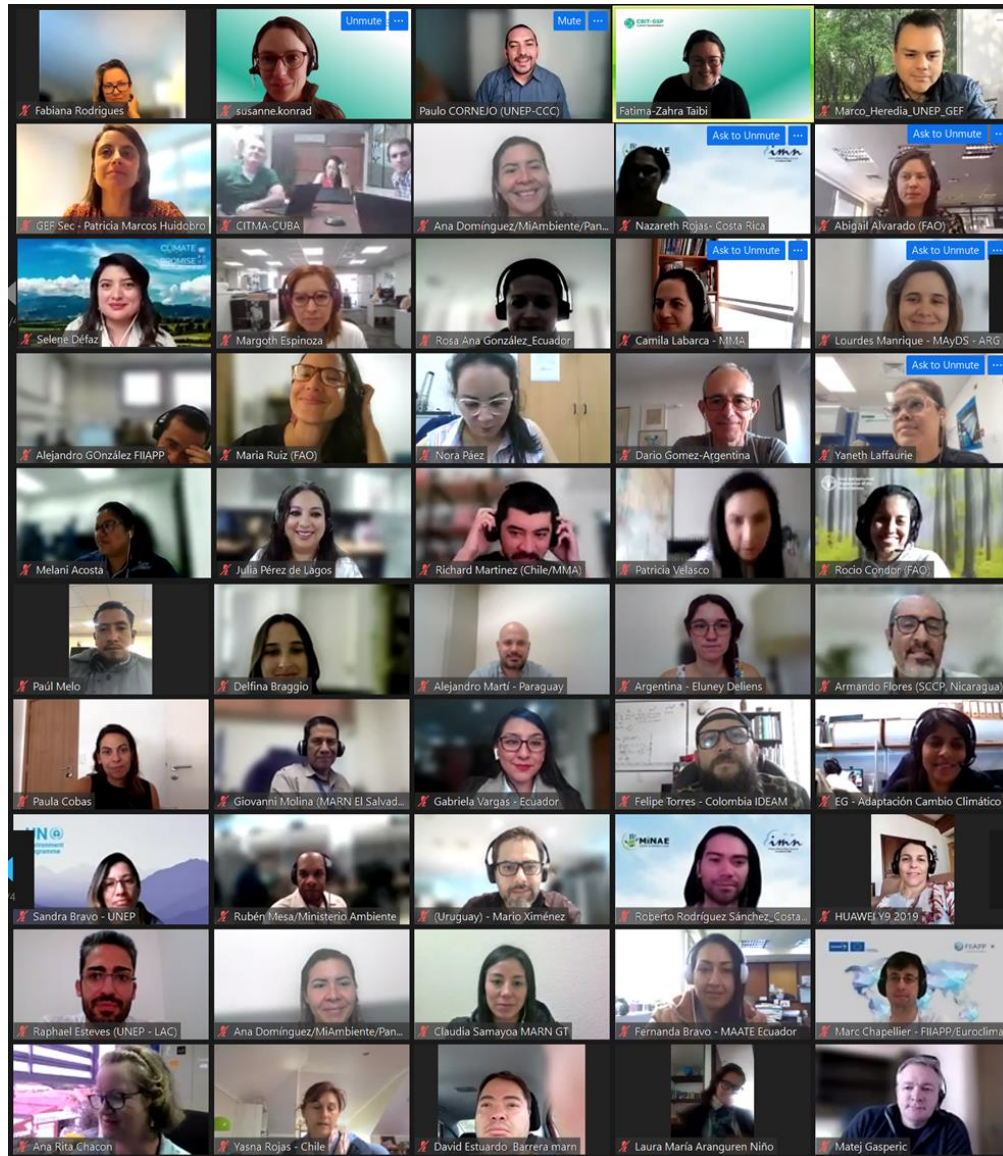 Fabiana Rodrigues
Unmute
susanne.konrad
Mute
Paulo CORNEJO (UNEP-CCC)
CBIT-GSP
Fatima-Zahra Taibi
Marco_Heredia_UNEP_GEF
GEF Sec - Patricia Marcos Huidobro
CITMA-CUBA
Ana Domínguez/MiAmbiente/Pan...
Ask to Unmute
imn
Nazareth Rojas- Costa Rica
Ask to Unmute
Abigail Alvarado (FAO)
CLIMATE
PROMISE
Selene Défaz
Margoth Espinoza
Rosa Ana González_Ecuador
Ask to Unmute
Camila Labarca - MMA
Ask to Unmute
Lourdes Manrique - MAyDS - ARG
Alejandro GOnzález FIIAPP
Maria Ruiz (FAO)
Nora Páez
Dario Gomez-Argentina
Ask to Unmute
Yaneth Laffaurie
Melani Acosta
Julia Pérez de Lagos
Richard Martinez (Chile/MMA)
Patricia Velasco
Rocio Condor (FAO)
Paúl Melo
Delfina Braggio
Alejandro Martí - Paraguay
Argentina - Eluney Deliens
Armando Flores (SCCP, Nicaragua)
Paula Cobas
Giovanni Molina (MARN El Salvad...
Gabriela Vargas - Ecuador
Felipe Torres - Colombia IDEAM
EG - Adaptación Cambio Climático
Sandra Bravo - UNEP
Rubén Mesa/Ministerio Ambiente
(Uruguay) - Mario Ximénez
MiNAE
imn
Roberto Rodríguez Sánchez_Costa...
HUAWEI Y9 2019
Raphael Esteves (UNEP - LAC)
Ana Domínguez/MiAmbiente/Pan...
Claudia Samayoa MARN GT
Fernanda Bravo - MAATE Ecuador
FIIAPP
Marc Chapellier - FIIAPP/Euroclima
Ana Rita Chacon
Yasna Rojas - Chile
David Estuardo Barrera marn
Laura María Aranguren Niño
Matej Gasperic